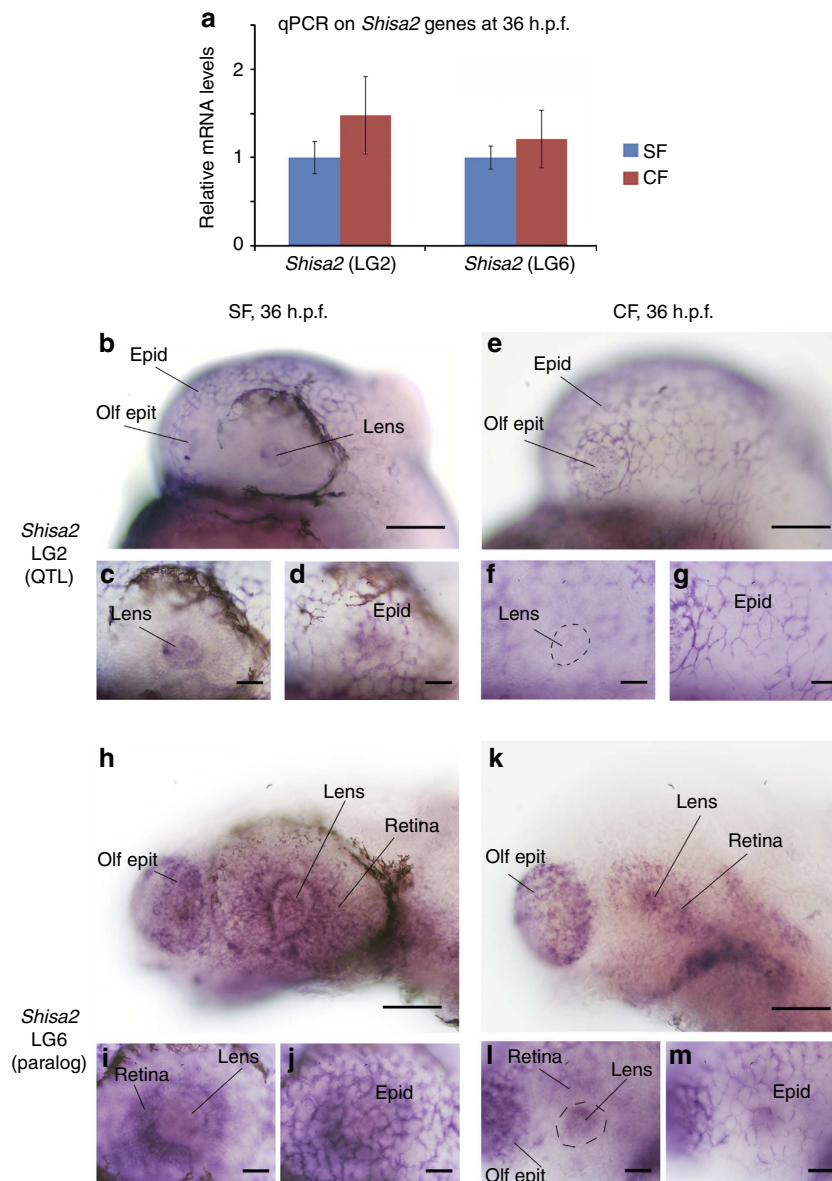 a
qPCR on Shisa2 genes at 36 h.p.f.
Relative mRNA levels
2
1
0
Shisa2 (LG2)
Shisa2 (LG6)
SF
CF
SF, 36 h.p.f.
CF, 36 h.p.f.
Shisa2
LG2
(QTL)
b
Epid
Olf epit
Lens
e
Epid
Olf epit
c
Lens
d
Epid
f
Lens
g
Epid
Shisa2
LG6
(paralog)
h
Lens
Retina
Olf epit
k
Lens
Retina
Olf epit
i
Lens
Retina
j
Epid
l
Retina
Lens
Olf epit
m
Epid